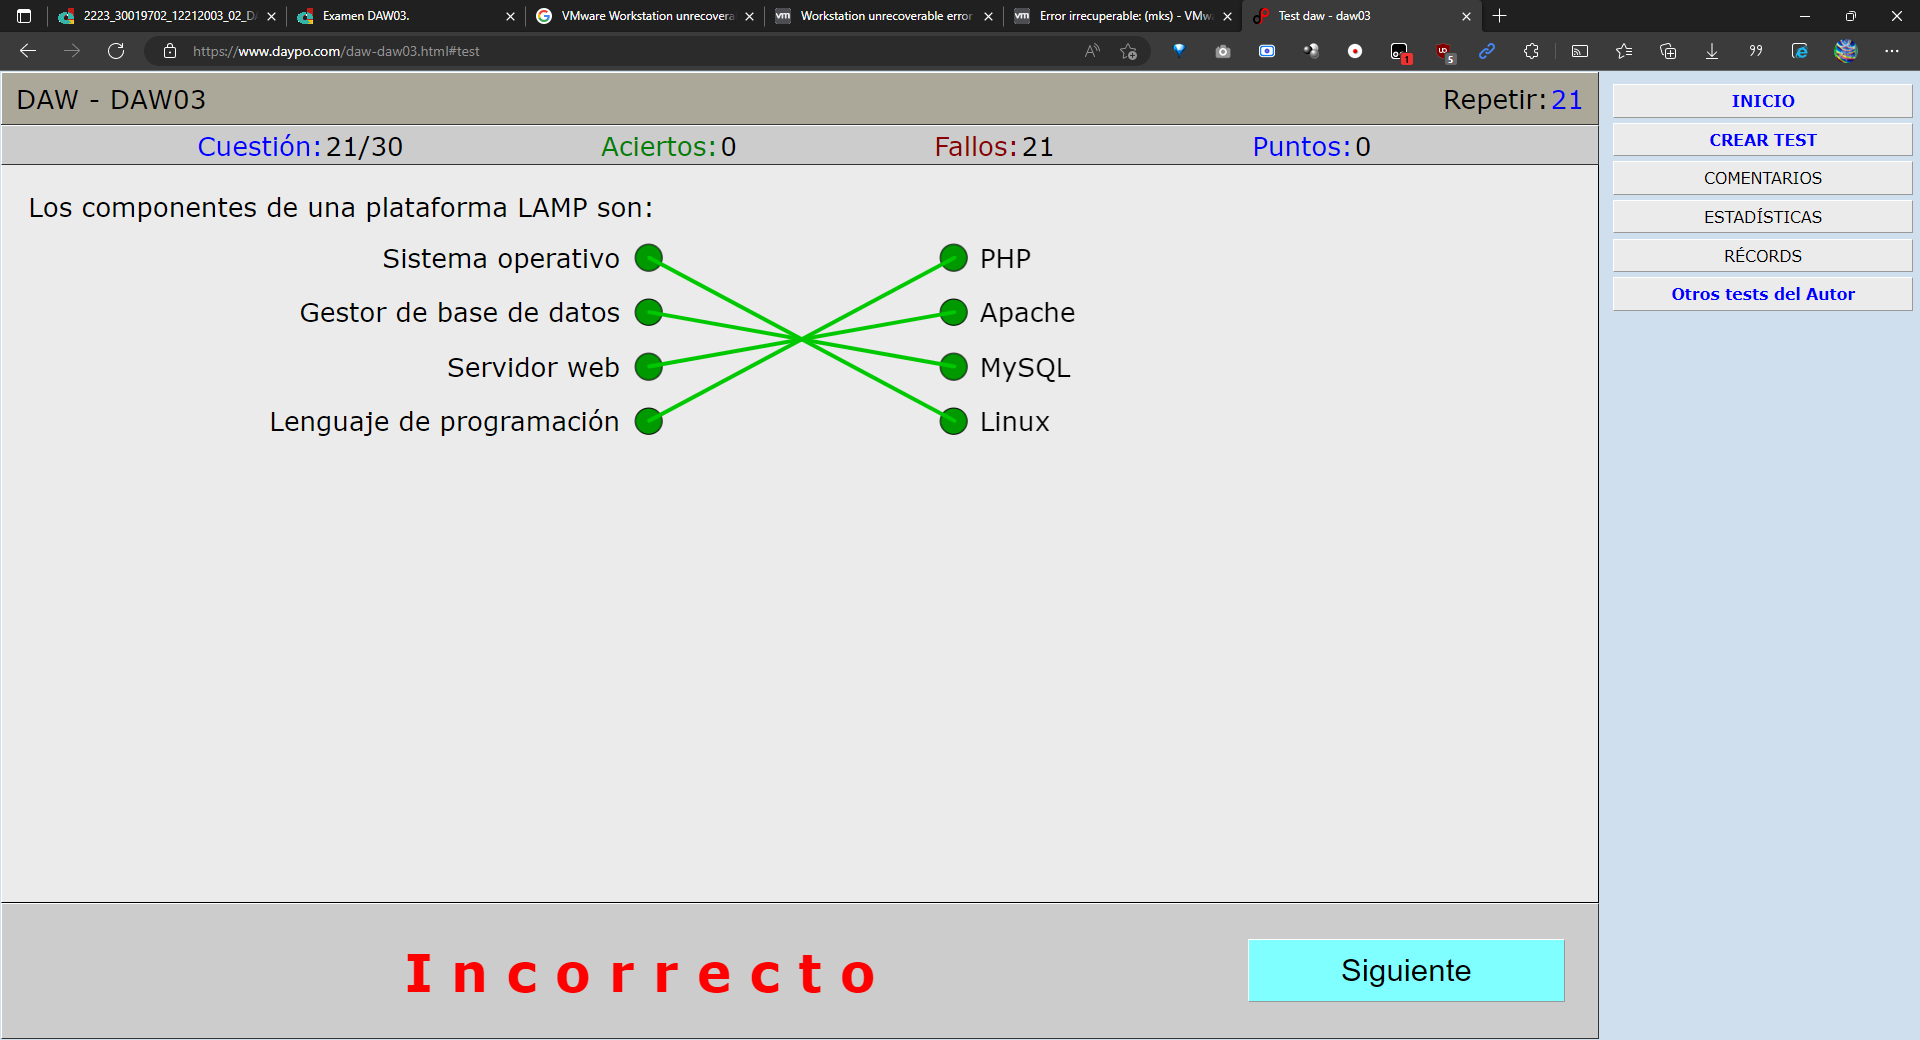 2223_30019702_12212003_02_D
Examen DAW03.
VMware Workstation unrecovera
Workstation unrecoverable error
Error irrecuperable: (mks) - VMw
Test daw - daw03
https://www.daypo.com/daw-daw03.html#test
1
5
DAW - DAW03
Repetir: 21
Cuestión: 21/30
Aciertos: 0
Fallos: 21
Puntos: 0
Los componentes de una plataforma LAMP son:
Sistema operativo
PHP
Gestor de base de datos
Apache
Servidor web
MySQL
Lenguaje de programación
Linux
Incorrecto
Siguiente
INICIO
CREAR TEST
COMENTARIOS
ESTADÍSTICAS
RÉCORDS
Otros tests del Autor